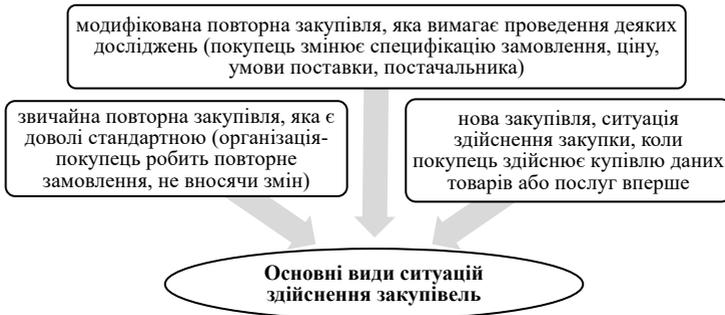 модифікована повторна закупівля, яка вимагає проведення деяких
досліджень (покупець змінює специфікацію замовлення, ціну,
умови поставки, постачальника)
звичайна повторна закупівля, яка є
доволі стандартною (організація-
покупець робить повторне
замовлення, не вносячи змін)
нова закупівля, ситуація
здійснення закупки, коли
покупець здійснює купівлю даних
товарів або послуг вперше
Основні види ситуацій
здійснення закупівель